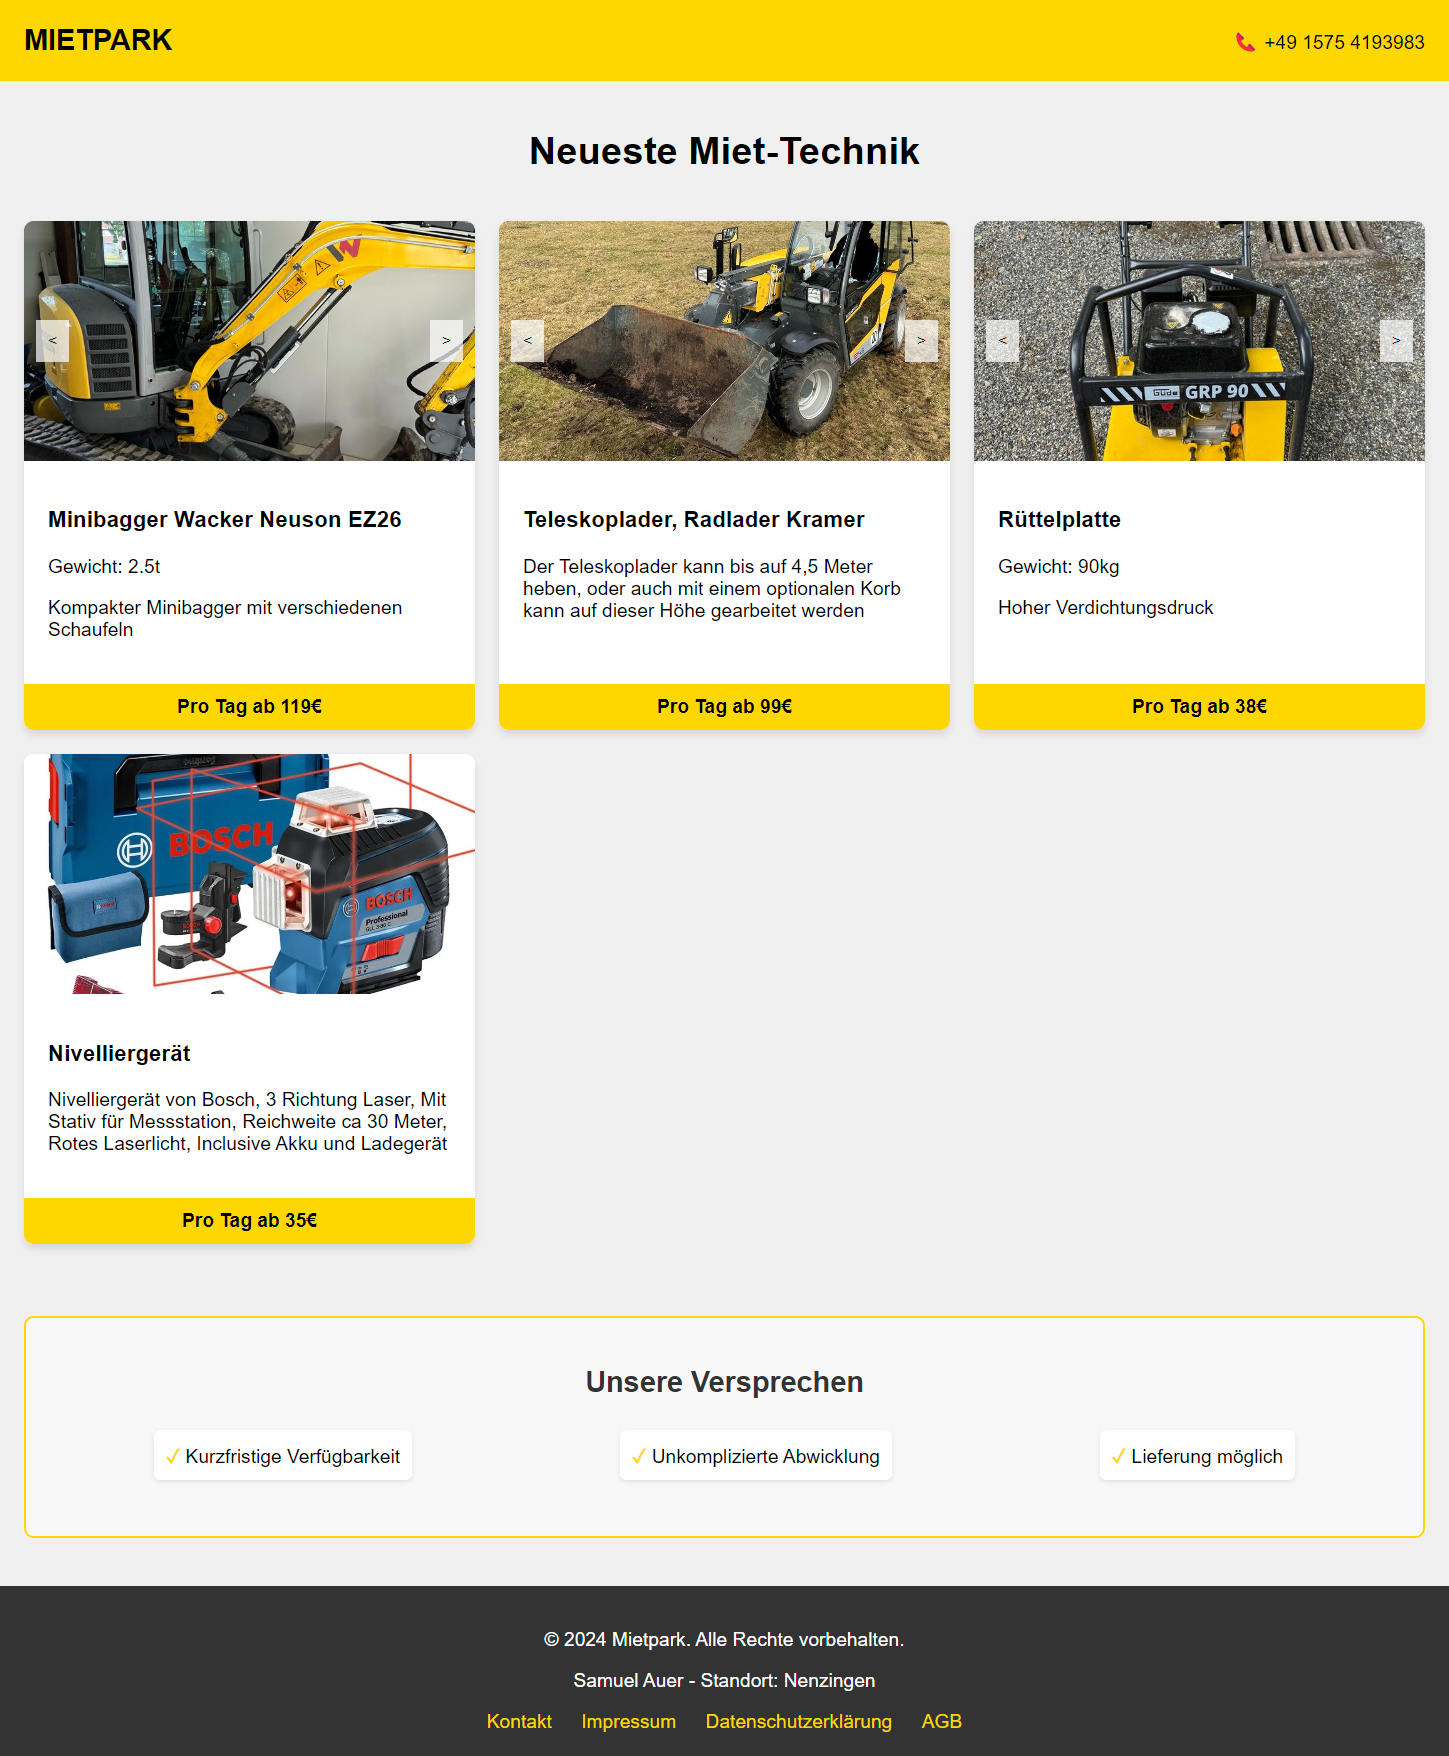 MIETPARK
📞 +49 1575 4193983
Neueste Miet-Technik
< >
< >
< >
Güde GRP 90
Minibagger Wacker Neuson EZ26
Gewicht: 2.5t
Kompakter Minibagger mit verschiedenen
Schaufeln
Pro Tag ab 119€
Teleskoplader, Radlader Kramer
Der Teleskoplader kann bis auf 4,5 Meter
heben, oder auch mit einem optionalen Korb
kann auf dieser Höhe gearbeitet werden
Pro Tag ab 99€
Rüttelplatte
Gewicht: 90kg
Hoher Verdichtungsdruck
Pro Tag ab 38€
BOSCH
BOSCH
Professional
GLL 3-80 C
Nivelliergerät
Nivelliergerät von Bosch, 3 Richtung Laser, Mit
Stativ für Messstation, Reichweite ca 30 Meter,
Rotes Laserlicht, Inclusive Akku und Ladegerät
Pro Tag ab 35€
Unsere Versprechen
✓ Kurzfristige Verfügbarkeit
✓ Unkomplizierte Abwicklung
✓ Lieferung möglich
© 2024 Mietpark. Alle Rechte vorbehalten.
Samuel Auer - Standort: Nenzingen
Kontakt Impressum Datenschutzerklärung AGB